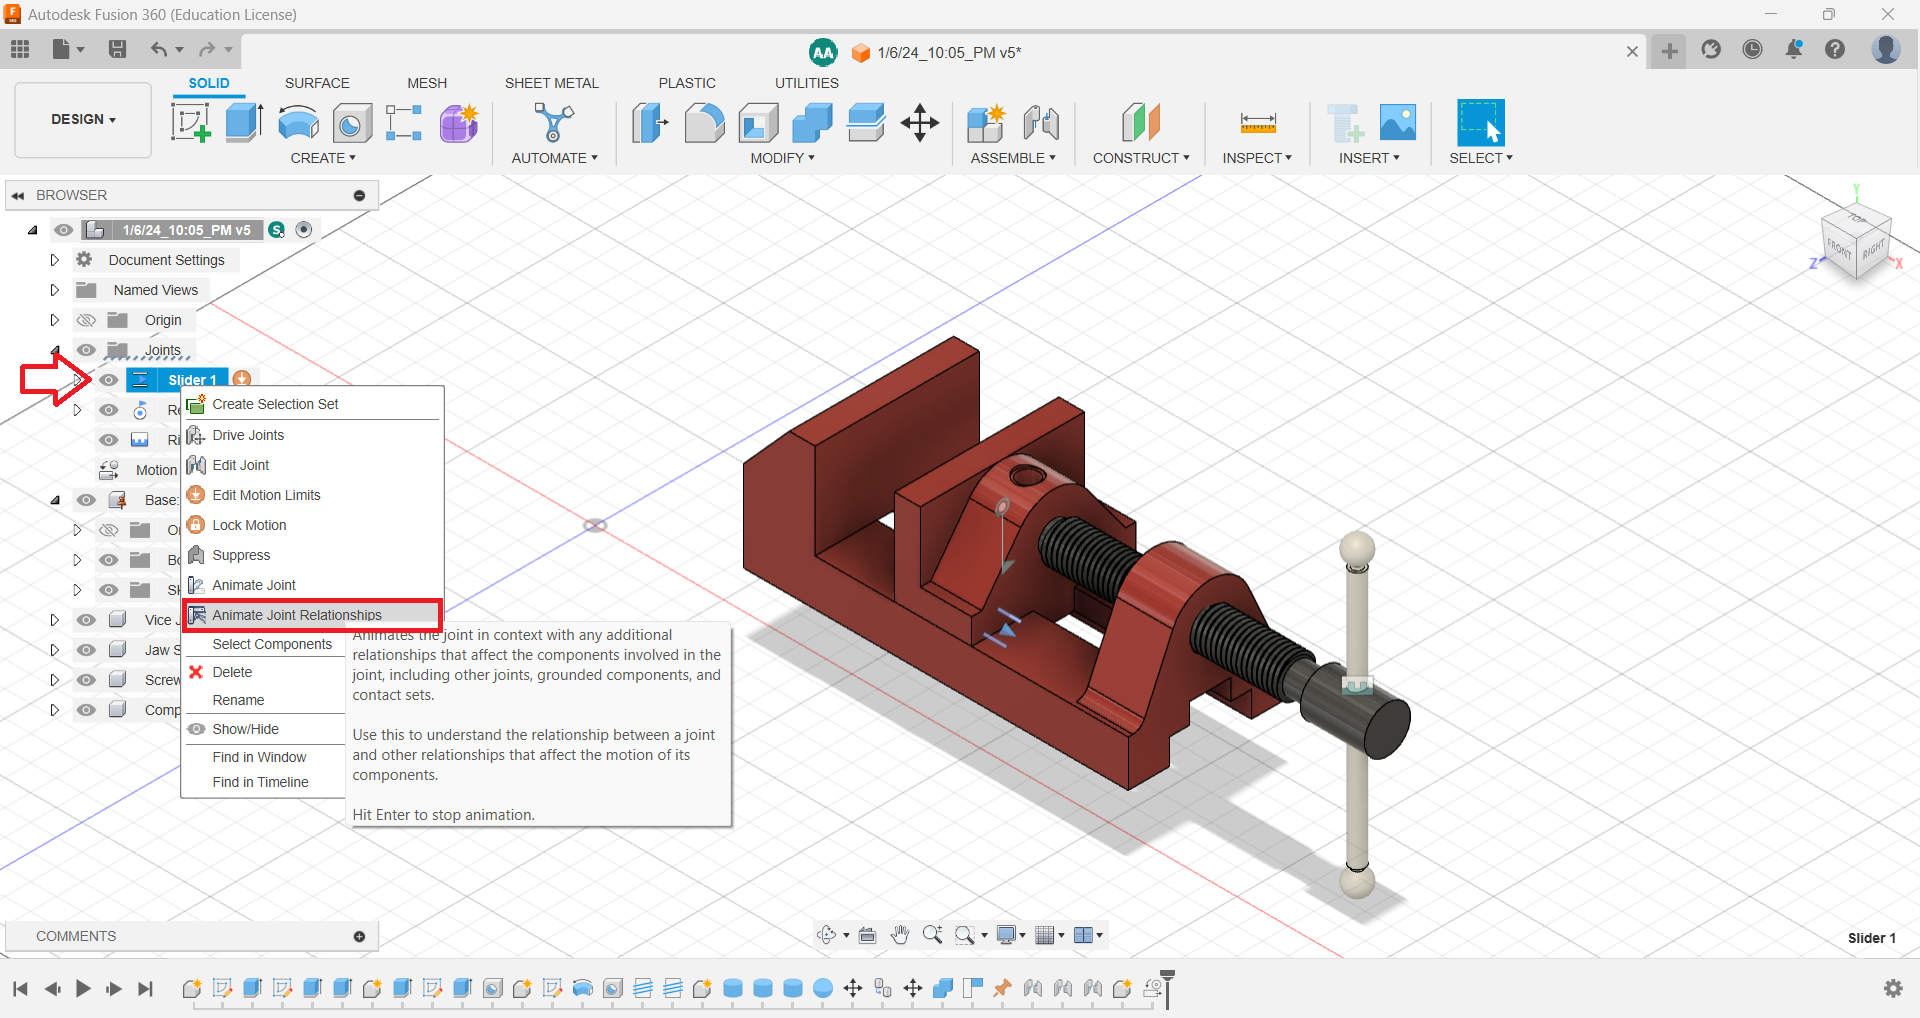 Autodesk Fusion 360 (Education License)
AA
1/6/24_10:05_PM v5*
DESIGN
SOLID
SURFACE
MESH
SHEET METAL
PLASTIC
UTILITIES
CREATE
AUTOMATE
MODIFY
ASSEMBLE
CONSTRUCT
INSPECT
INSERT
SELECT
BROWSER
1/6/24_10:05_PM v5
S
Document Settings
Named Views
Origin
Joints
Slider 1
Re
Ri
Motion
Base:
Or
Bo
Sk
Vice J
Jaw S
Screw
Comp
Create Selection Set
Drive Joints
Edit Joint
Edit Motion Limits
Lock Motion
Suppress
Animate Joint
Animate Joint Relationships
Select Components
Delete
Rename
Show/Hide
Find in Window
Find in Timeline
Animates the joint in context with any additional
relationships that affect the components involved in the
joint, including other joints, grounded components, and
contact sets.
Use this to understand the relationship between a joint
and other relationships that affect the motion of its
components.
Hit Enter to stop animation.
Y
TOP
FRONT
RIGHT
Z
X
COMMENTS
Slider 1